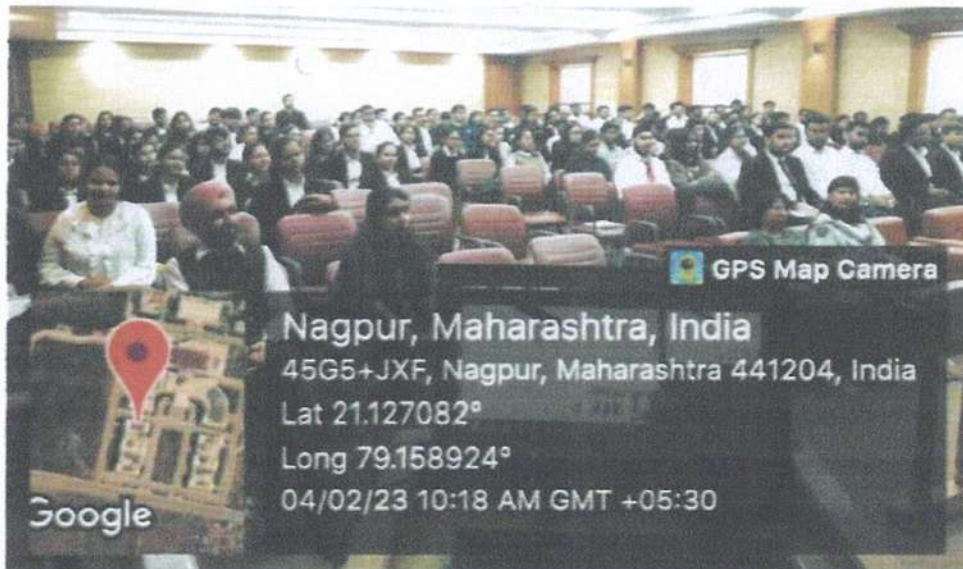 GPS Map Camera
Nagpur, Maharashtra, India
45G5+JXF, Nagpur, Maharashtra 441204, India
Lat 21.127082°
Long 79.158924°
04/02/23 10:18 AM GMT +05:30
Google